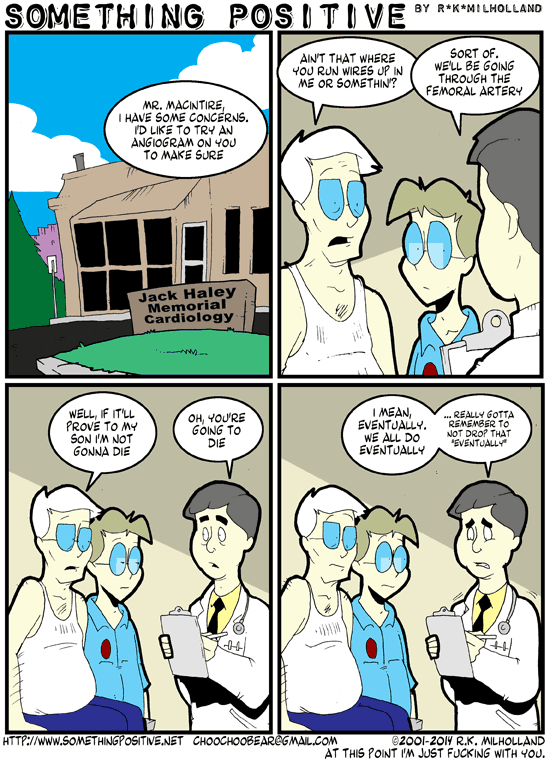 SOMETHING POSITIVE BY R*K*MILHOLLAND
MR. MACINTIRE,
I HAVE SOME CONCERNS.
I'D LIKE TO TRY AN
ANGIOGRAM ON YOU
TO MAKE SURE
Jack Haley
Memorial
Cardiology
AIN'T THAT WHERE
YOU RUN WIRES UP IN
ME OR SOMETHIN'?
SORT OF.
WE'LL BE GOING
THROUGH THE
FEMORAL ARTERY
WELL, IF IT'LL
PROVE TO MY
SON I'M NOT
GONNA DIE
OH, YOU'RE
GOING TO
DIE
I MEAN,
EVENTUALLY.
WE ALL DO
EVENTUALLY
... REALLY GOTTA
REMEMBER TO
NOT DROP THAT
"EVENTUALLY"
HTTP://WWW.SOMETHINGPOSITIVE.NET CHOOCHOOBEAR@GMAIL.COM ©2001-2014 R.K. MILHOLLAND
AT THIS POINT I'M JUST FUCKING WITH YOU.